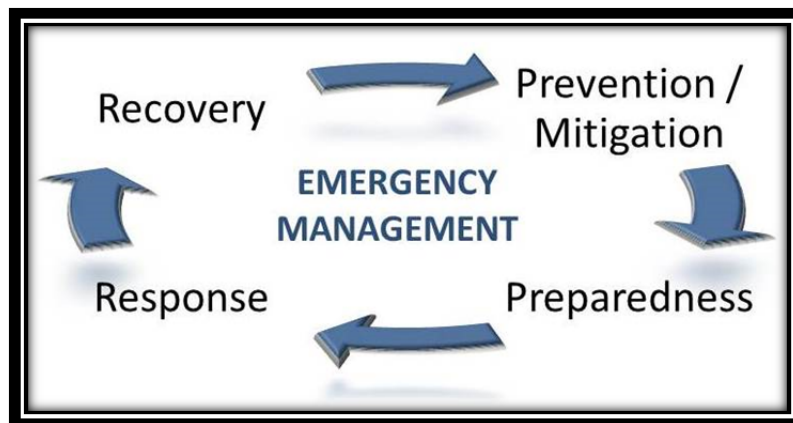 Recovery
Prevention /
Mitigation
EMERGENCY
MANAGEMENT
Response
Preparedness